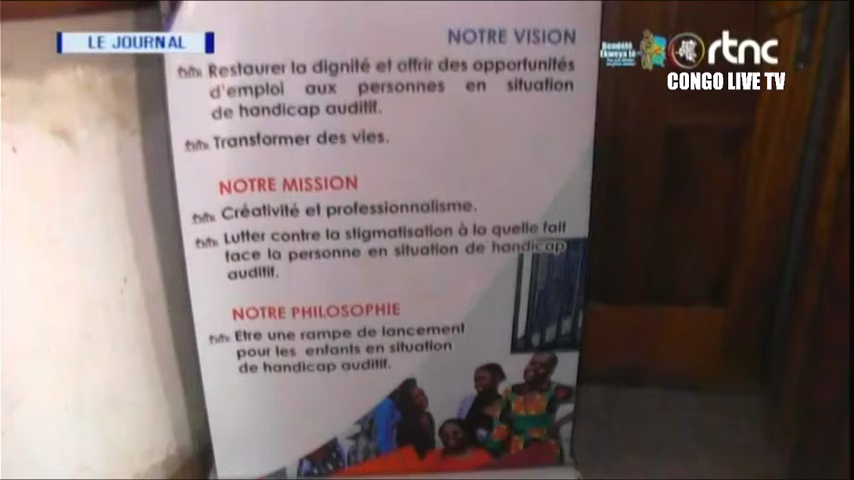 LE JOURNAL
rtnc
CONGO LIVE TV
NOTRE VISION
Restaurer la dignité et offrir des opportunités
d'emploi aux personnes en situation
de handicap auditif.
Transformer des vies.
NOTRE MISSION
Créativité et professionnalisme.
Lutter contre la stigmatisation à la quelle fait
face la personne en situation de handicap
auditif.
NOTRE PHILOSOPHIE
Etre une rampe de lancement
pour les enfants en situation
de handicap auditif.